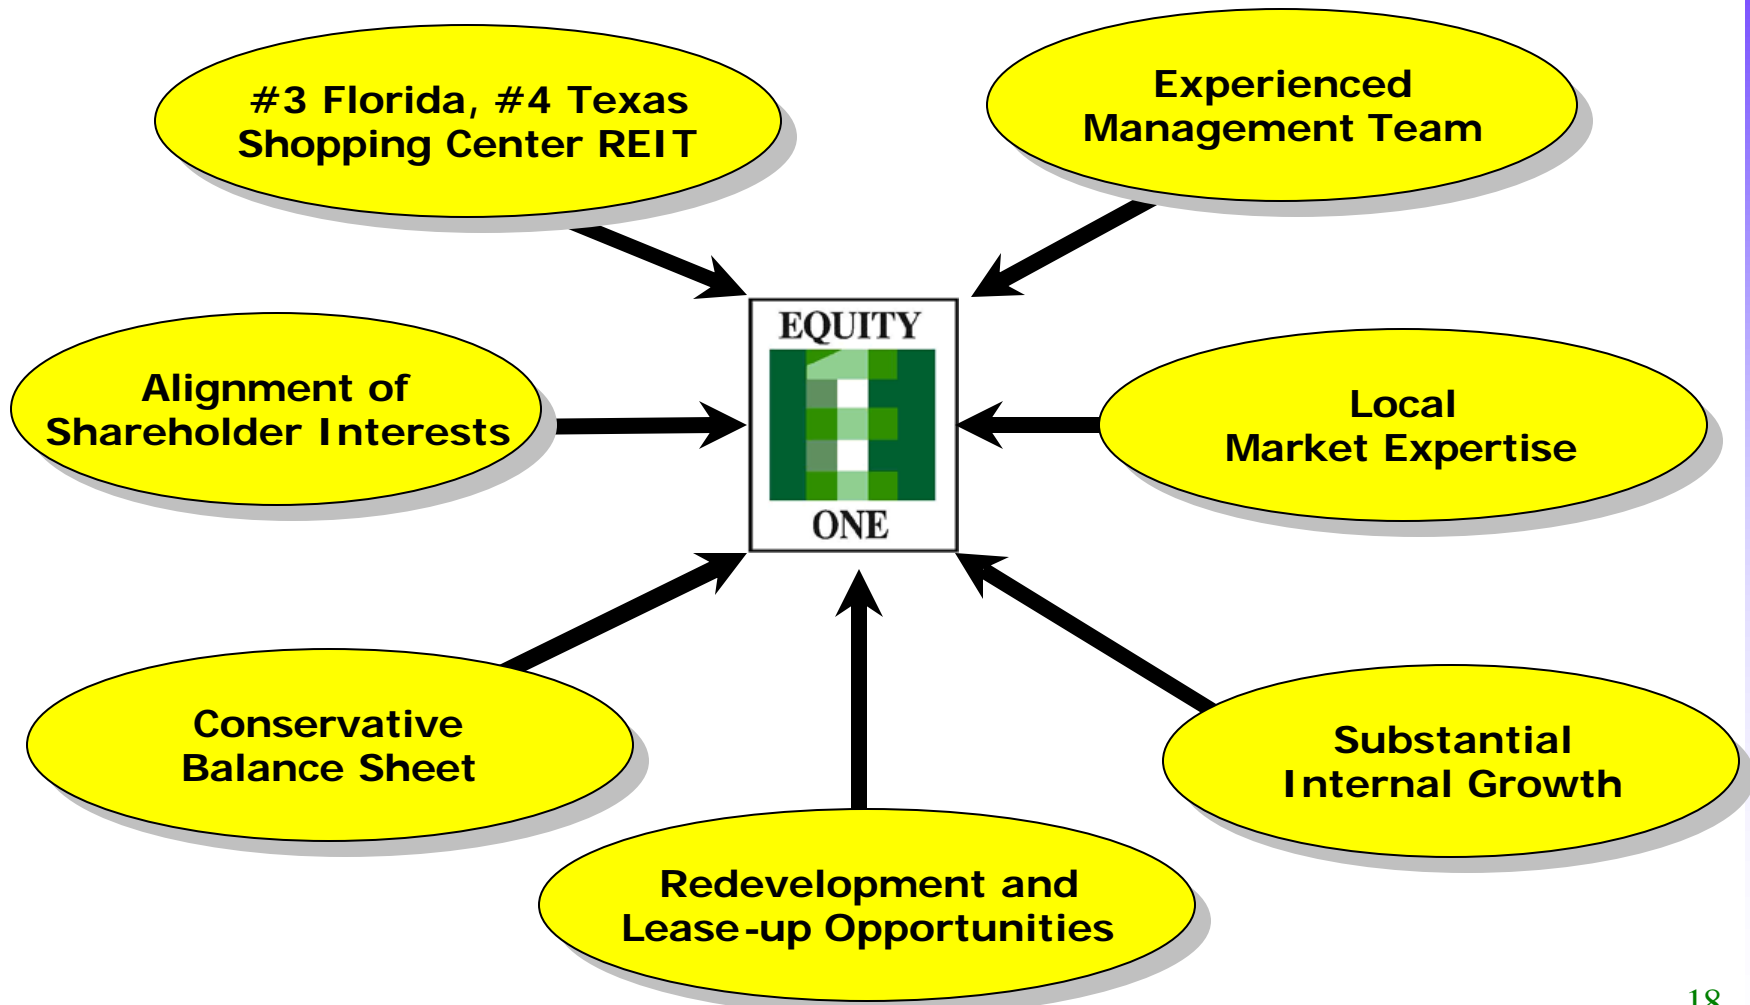 #3 Florida, #4 Texas
Shopping Center REIT
Experienced
Management Team
EQUITY
ONE
Alignment of
Shareholder Interests
Local
Market Expertise
Conservative
Balance Sheet
Substantial
Internal Growth
Redevelopment and
Lease-up Opportunities
18